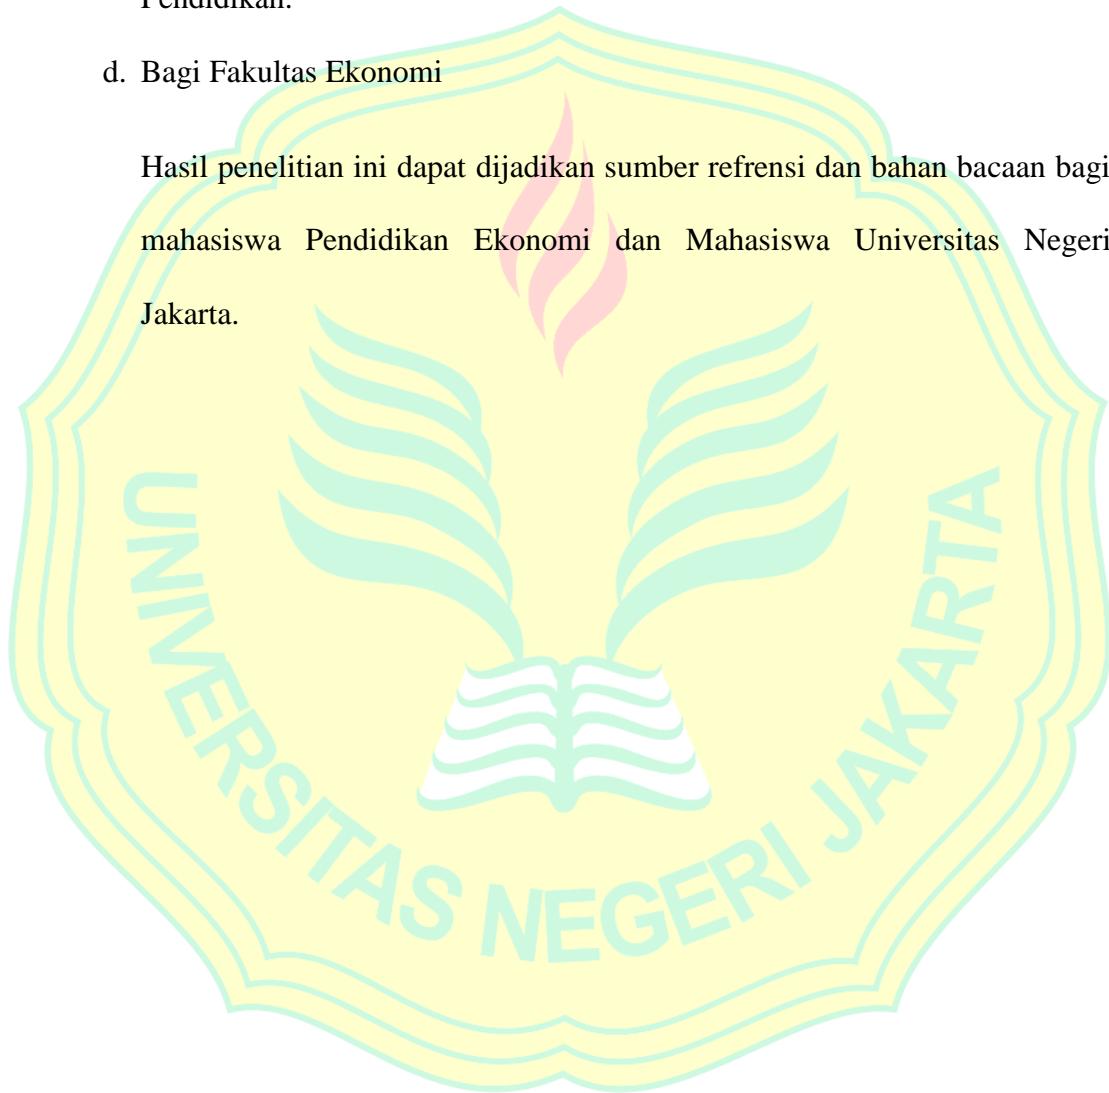 Pendidikan.
d. Bagi Fakultas Ekonomi
Hasil penelitian ini dapat dijadikan sumber refrensi dan bahan bacaan bagi
mahasiswa Pendidikan Ekonomi dan Mahasiswa Universitas Negeri
Jakarta.
UNIVERSITAS NEGERI JAKARTA